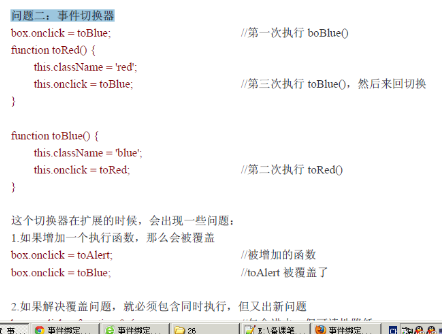 问题二：事件切换器
box.onclick = toBlue; //第一次执行 boBlue()
function toRed() {
this.className = 'red';
this.onclick = toBlue; //第三次执行 toBlue()，然后来回切换
}
function toBlue() {
this.className = 'blue';
this.onclick = toRed; //第二次执行 toRed()
}
这个切换器在扩展的时候，会出现一些问题：
1.如果增加一个执行函数，那么会被覆盖
box.onclick = toAlert; //被增加的函数
box.onclick = toBlue; //toAlert 被覆盖了
2.如果解决覆盖问题，就必须包含同时执行，但又出新问题
事件绑定... 事件绑定... 26 事件绑定...